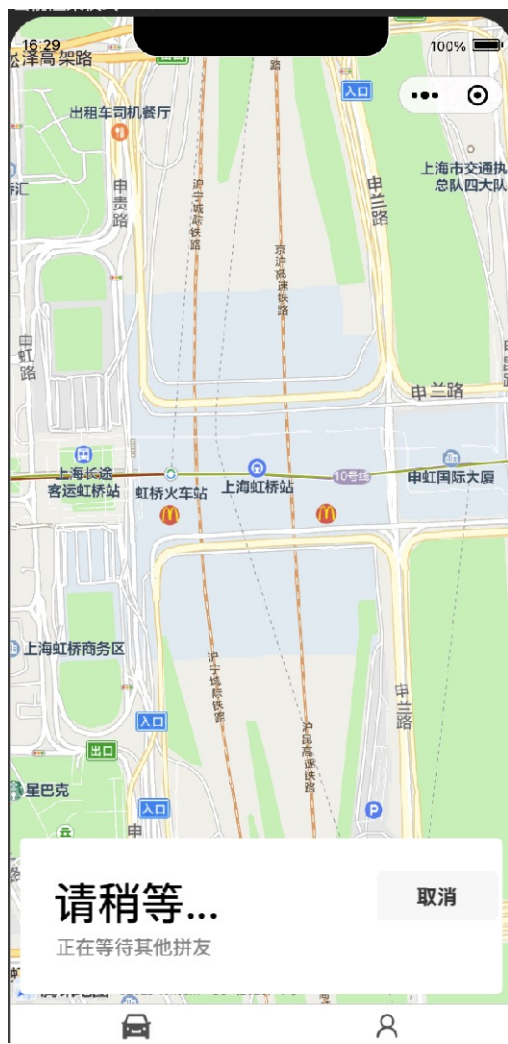 16:29
100%
泽高架路
入口
出租车司机餐厅
上海市交通执
总队四大队
申贵路
沪宁城际铁路
申兰路
京沪高速铁路
申虹路
申兰路
上海长途
客运虹桥站
虹桥火车站
上海虹桥站
10号线
申虹国际大厦
上海虹桥商务区
沪宁城际铁路
申兰路
入口
沪昆高速铁路
出口
星巴克
入口
P
申
请稍等...
取消
正在等待其他拼友